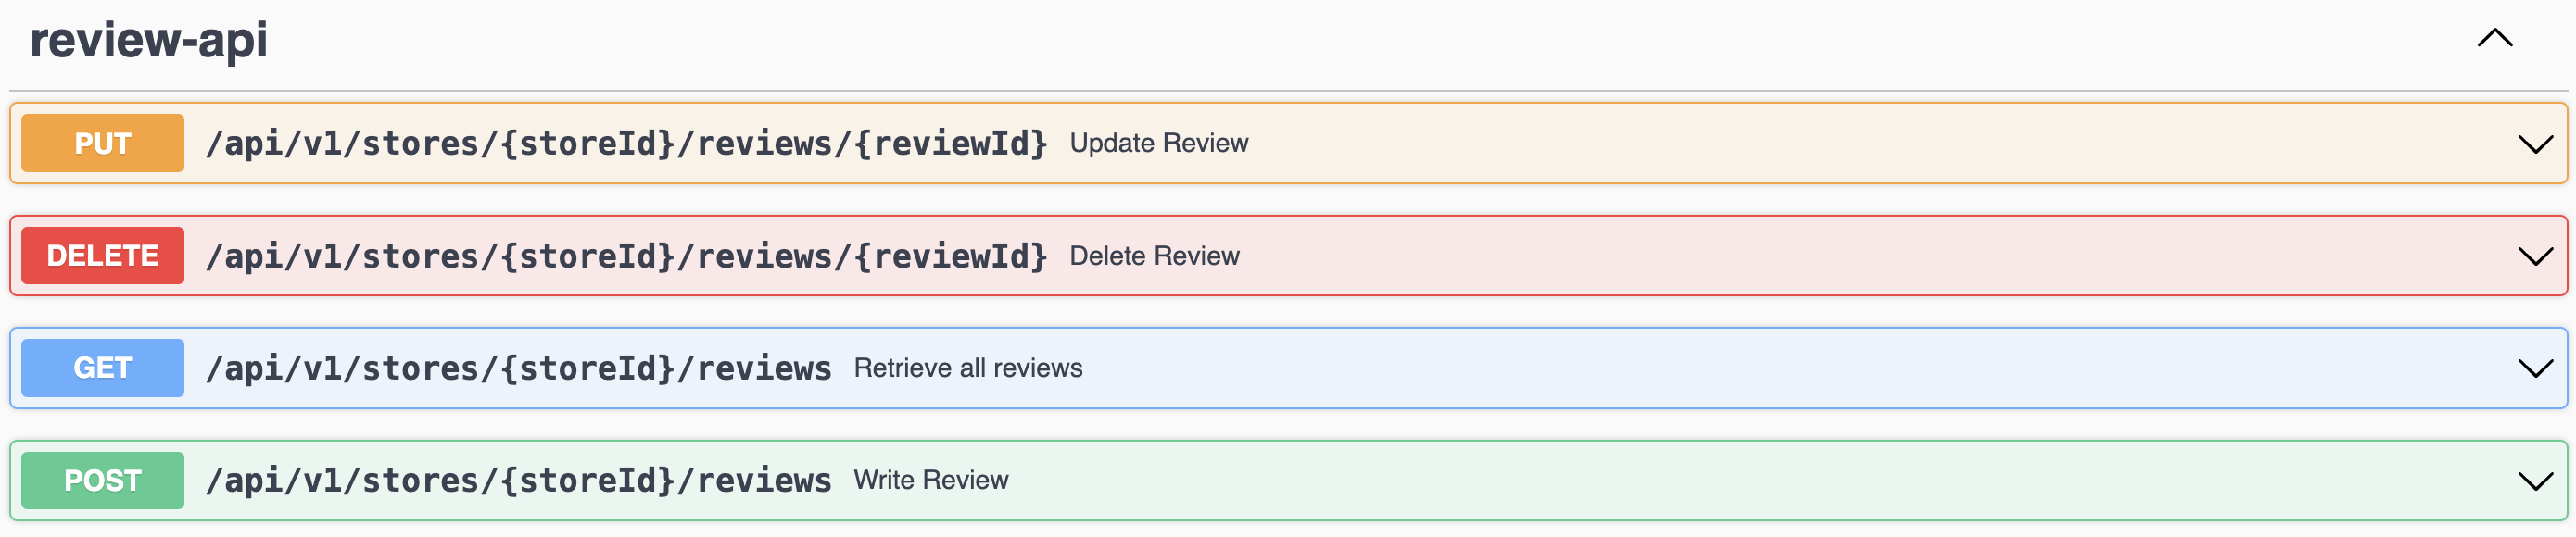 review-api
PUT /api/v1/stores/{storeId}/reviews/{reviewId} Update Review
DELETE /api/v1/stores/{storeId}/reviews/{reviewId} Delete Review
GET /api/v1/stores/{storeId}/reviews Retrieve all reviews
POST /api/v1/stores/{storeId}/reviews Write Review